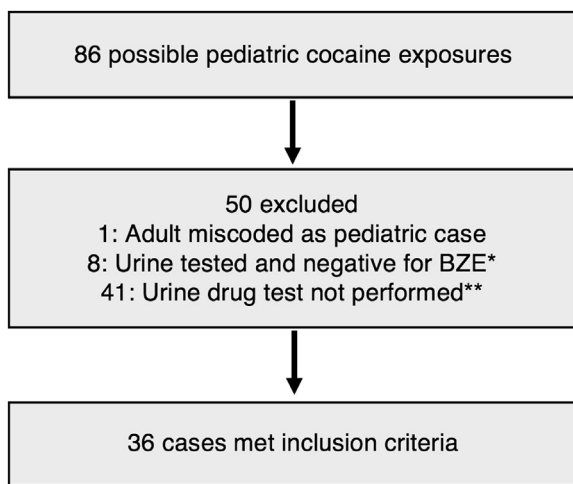 86 possible pediatric cocaine exposures
50 excluded
1: Adult miscoded as pediatric case
8: Urine tested and negative for BZE*
41: Urine drug test not performed**
36 cases met inclusion criteria